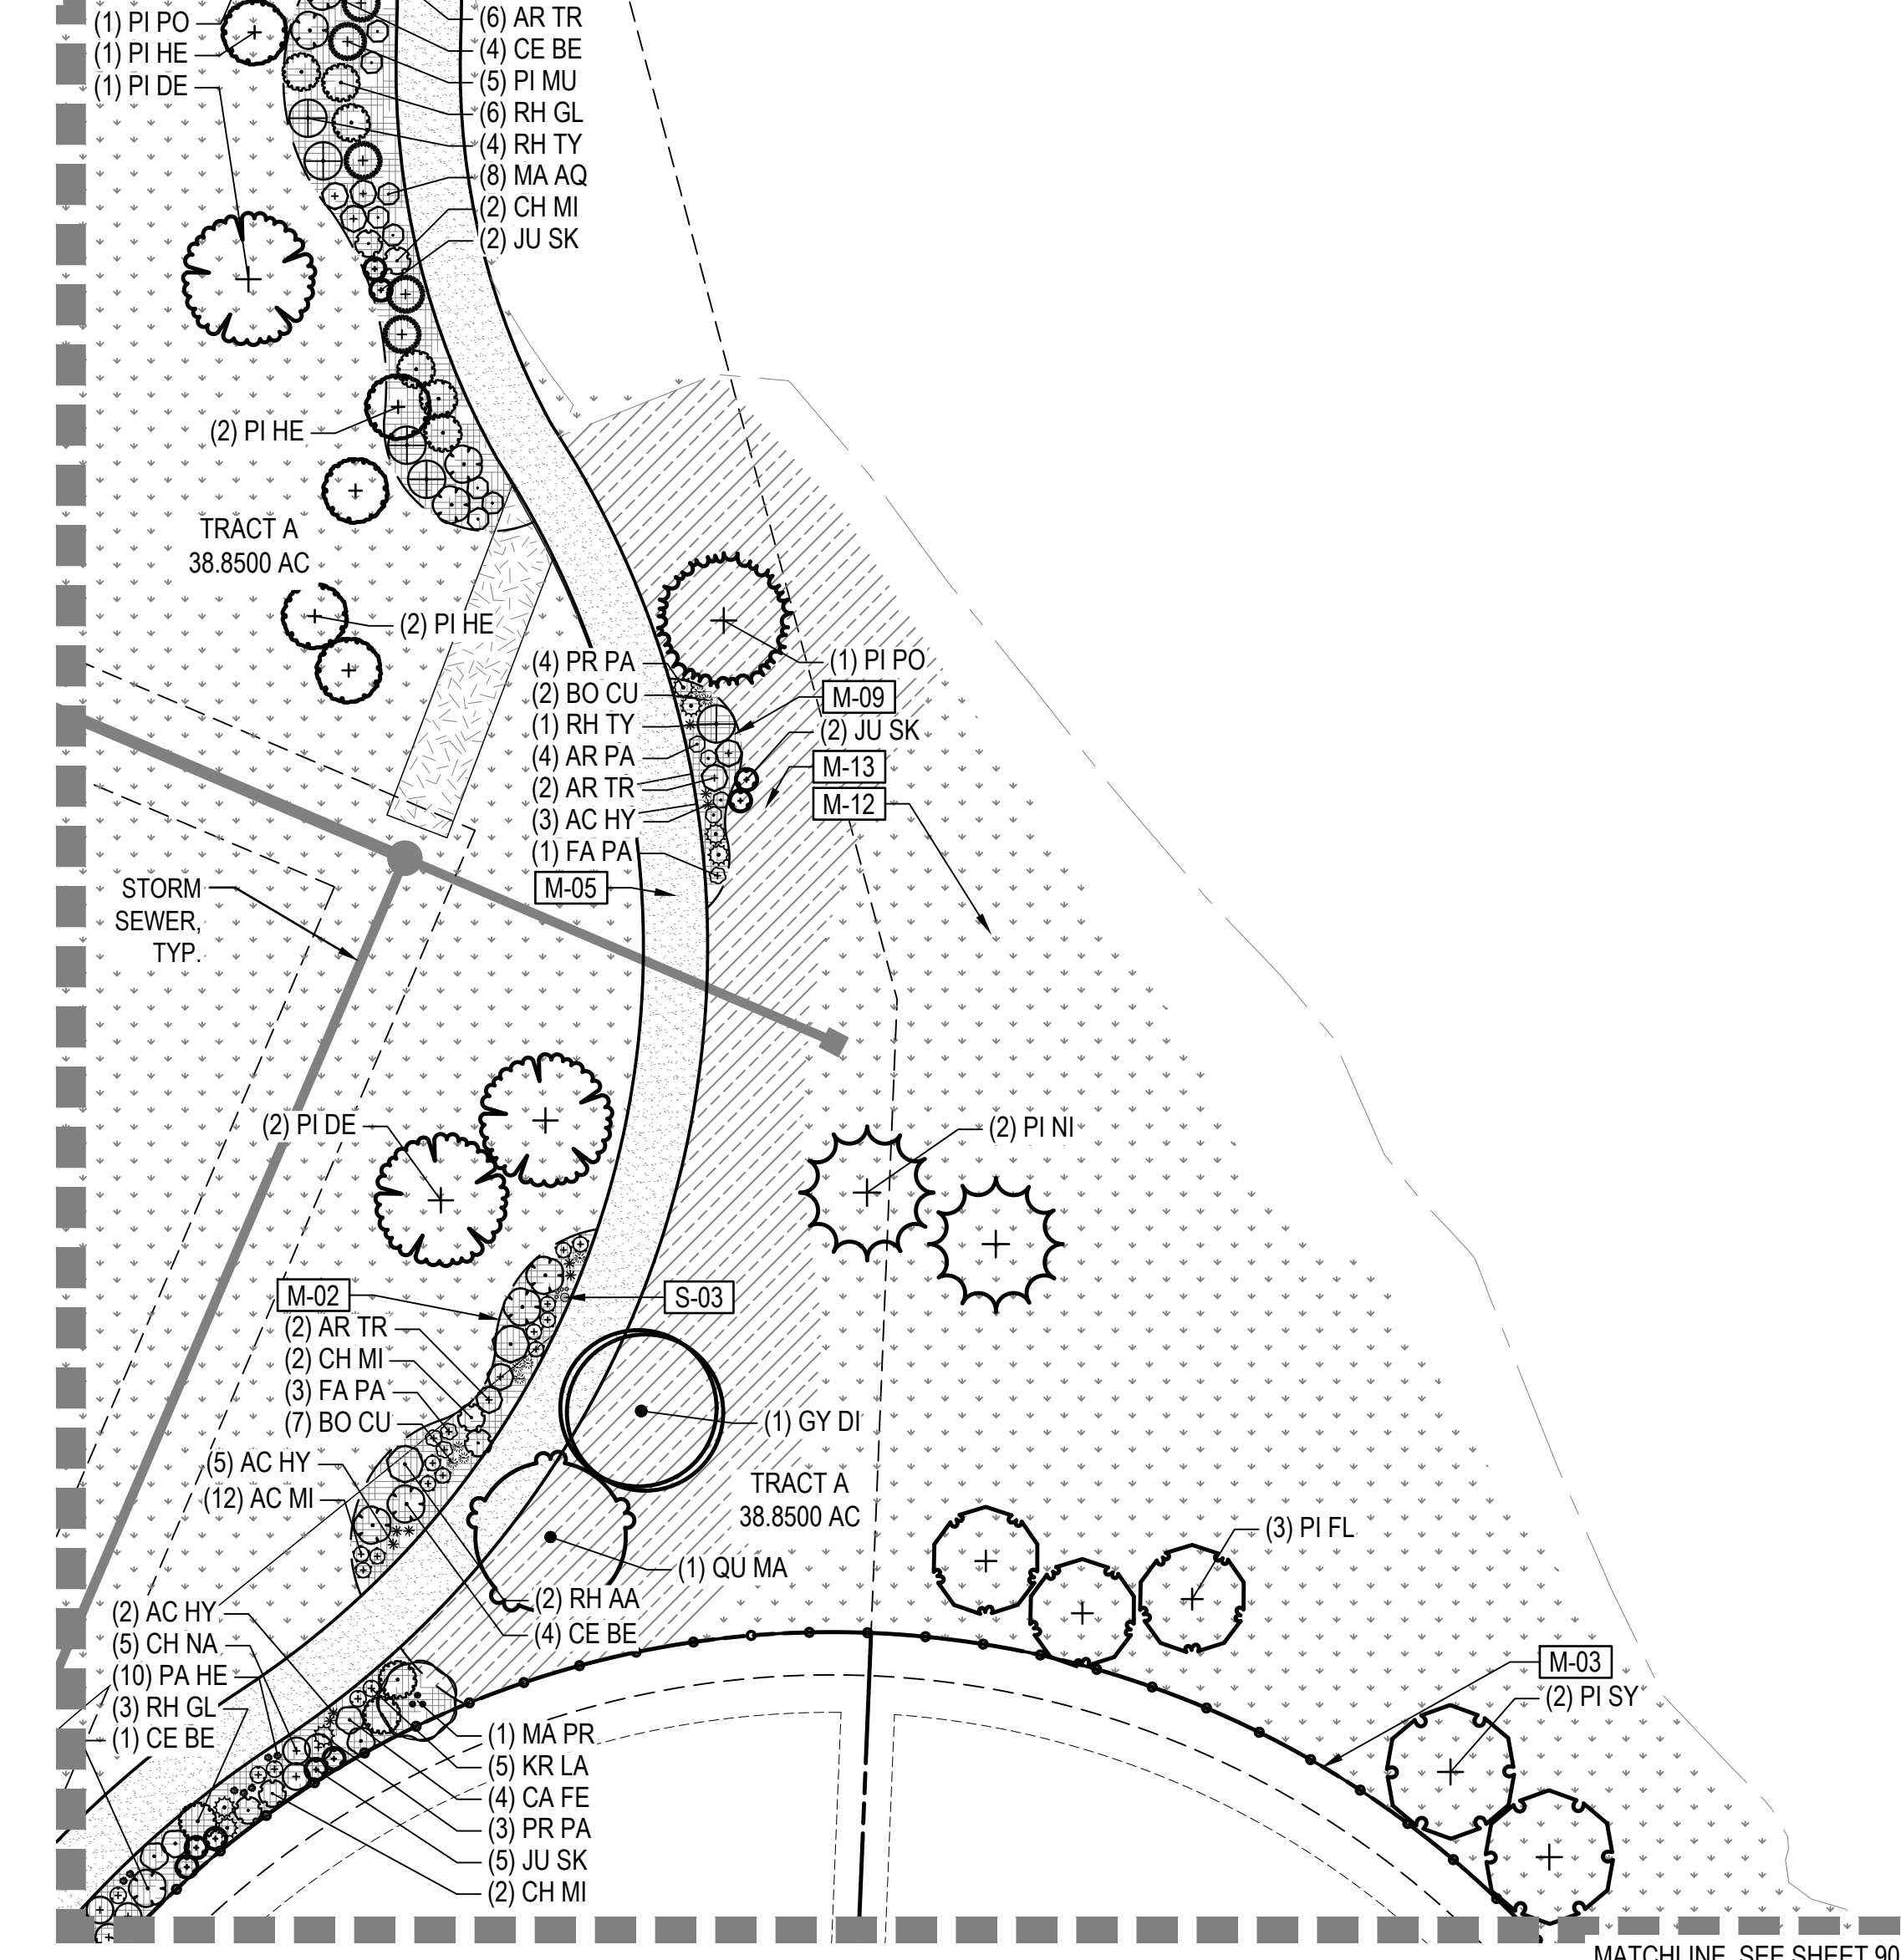 (1) PI PO
(1) PI HE
(1) PI DE
(6) AR TR
(4) CE BE
(5) PI MU
(6) RH GL
(4) RH TY
(8) MA AQ
(2) CH MI
(2) JU SK
(2) PI HE
TRACT A
38.8500 AC
(2) PI HE
(4) PR PA
(2) BO CU
(1) RH TY
(4) AR PA
(2) AR TR
(3) AC HY
(1) FA PA
M-05
(1) PI PO
M-09
(2) JU SK
M-13
M-12
STORM
SEWER,
TYP.
(2) PI DE
(2) PI NI
M-02
S-03
(2) AR TR
(2) CH MI
(3) FA PA
(7) BO CU
(5) AC HY
(12) AC MI
(1) GY DI
TRACT A
38.8500 AC
(1) QU MA
(3) PI FL
(2) RH AA
(4) CE BE
(2) AC HY
(5) CH NA
(10) PA HE
(3) RH GL
(1) CE BE
M-03
(2) PI SY
(1) MA PR
(5) KR LA
(4) CA FE
(3) PR PA
(5) JU SK
(2) CH MI
MATCHLINE, SEE SHEET 90